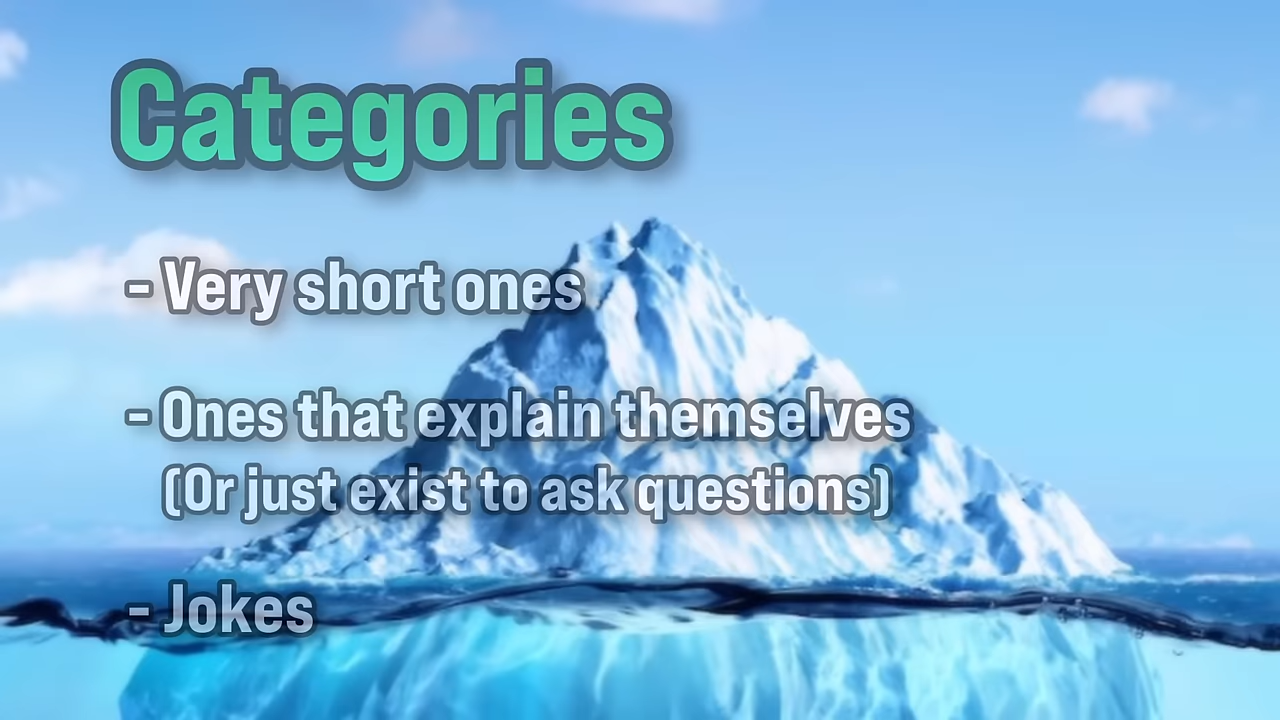 Categories
- Very short ones
- Ones that explain themselves
(Or just exist to ask questions)
- Jokes